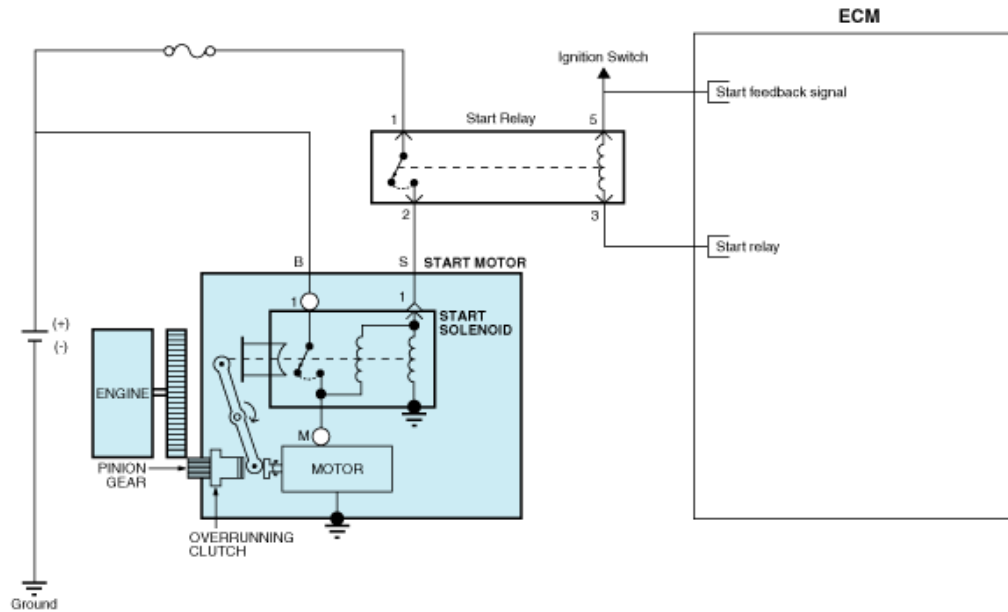 ECM
Ignition Switch
Start feedback signal
1
Start Relay
5
2
3
Start relay
B
S
START MOTOR
1
1
START
SOLENOID
(+)
(-)
ENGINE
M
MOTOR
PINION
GEAR
OVERRUNNING
CLUTCH
Ground